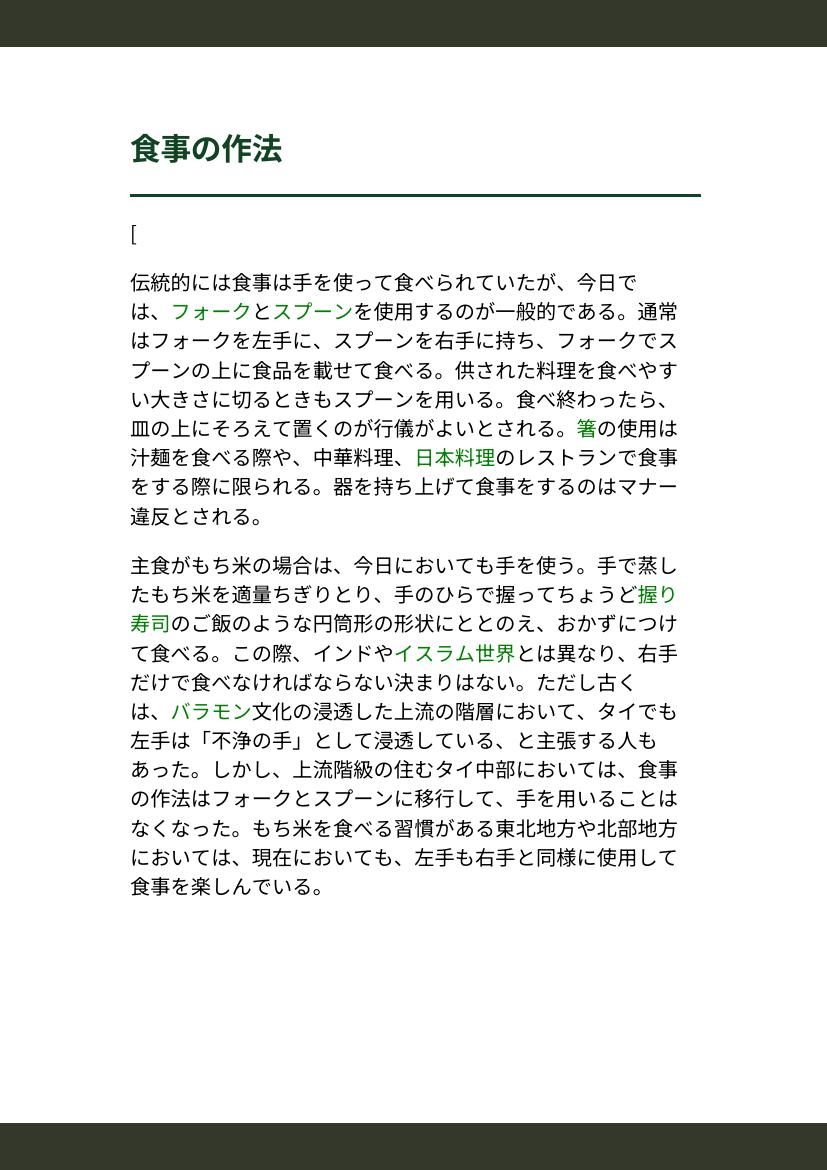 食事の作法
[
伝統的には食事は手を使って食べられていたが、今日で
は、フォークとスプーンを使用するのが一般的である。通常
はフォークを左手に、スプーンを右手に持ち、フォークでス
プーンの上に食品を載せて食べる。供された料理を食べやす
い大きさに切るときもスプーンを用いる。食べ終わったら、
皿の上にそろえて置くのが行儀がよいとされる。箸の使用は
汁麺を食べる際や、中華料理、日本料理のレストランで食事
をする際に限られる。器を持ち上げて食事をするのはマナー
違反とされる。
主食がもち米の場合は、今日においても手を使う。手で蒸し
たもち米を適量ちぎりとり、手のひらで握ってちょうど握り
寿司のご飯のような円筒形の形状にととのえ、おかずにつけ
て食べる。この際、インドやイスラム世界とは異なり、右手
だけで食べなければならない決まりはない。ただし古く
は、バラモン文化の浸透した上流の階層において、タイでも
左手は「不浄の手」として浸透している、と主張する人も
あった。しかし、上流階級の住むタイ中部においては、食事
の作法はフォークとスプーンに移行して、手を用いることは
なくなった。もち米を食べる習慣がある東北地方や北部地方
においては、現在においても、左手も右手と同様に使用して
食事を楽しんでいる。